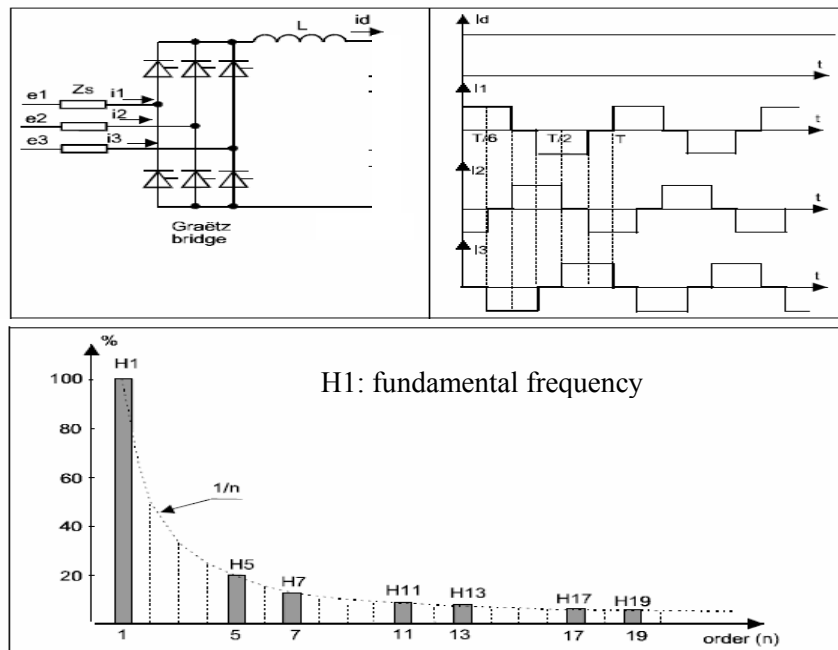 L
id
Zs
e1
i1
e2
i2
e3
i3
Graëtz
bridge
Id
t
I1
T/6
T/2
T
t
I2
t
I3
t
%
H1
H1: fundamental frequency
100
80
60
1/n
40
H5
20
H7
H11
H13
H17
H19
1
5
7
11
13
17
19
order (n)